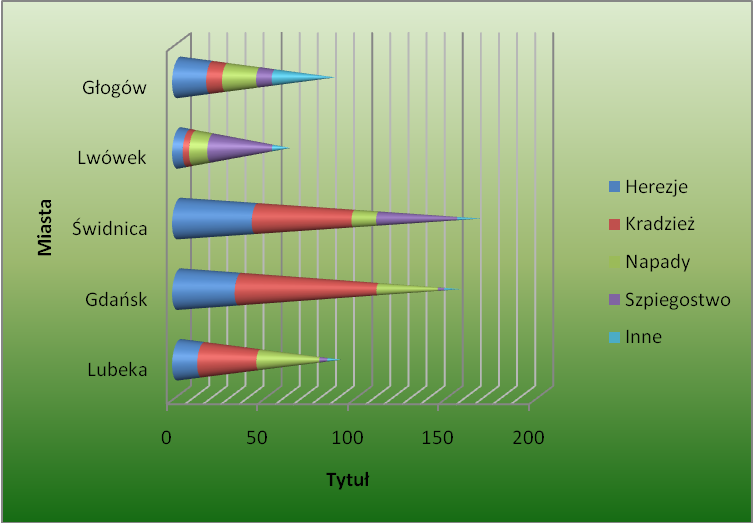 Głogów
Lwówek
Świdnica
Gdańsk
Lubeka
Miasta
0 50 100 150 200
Tytuł
Herezje
Kradzież
Napady
Szpiegostwo
Inne